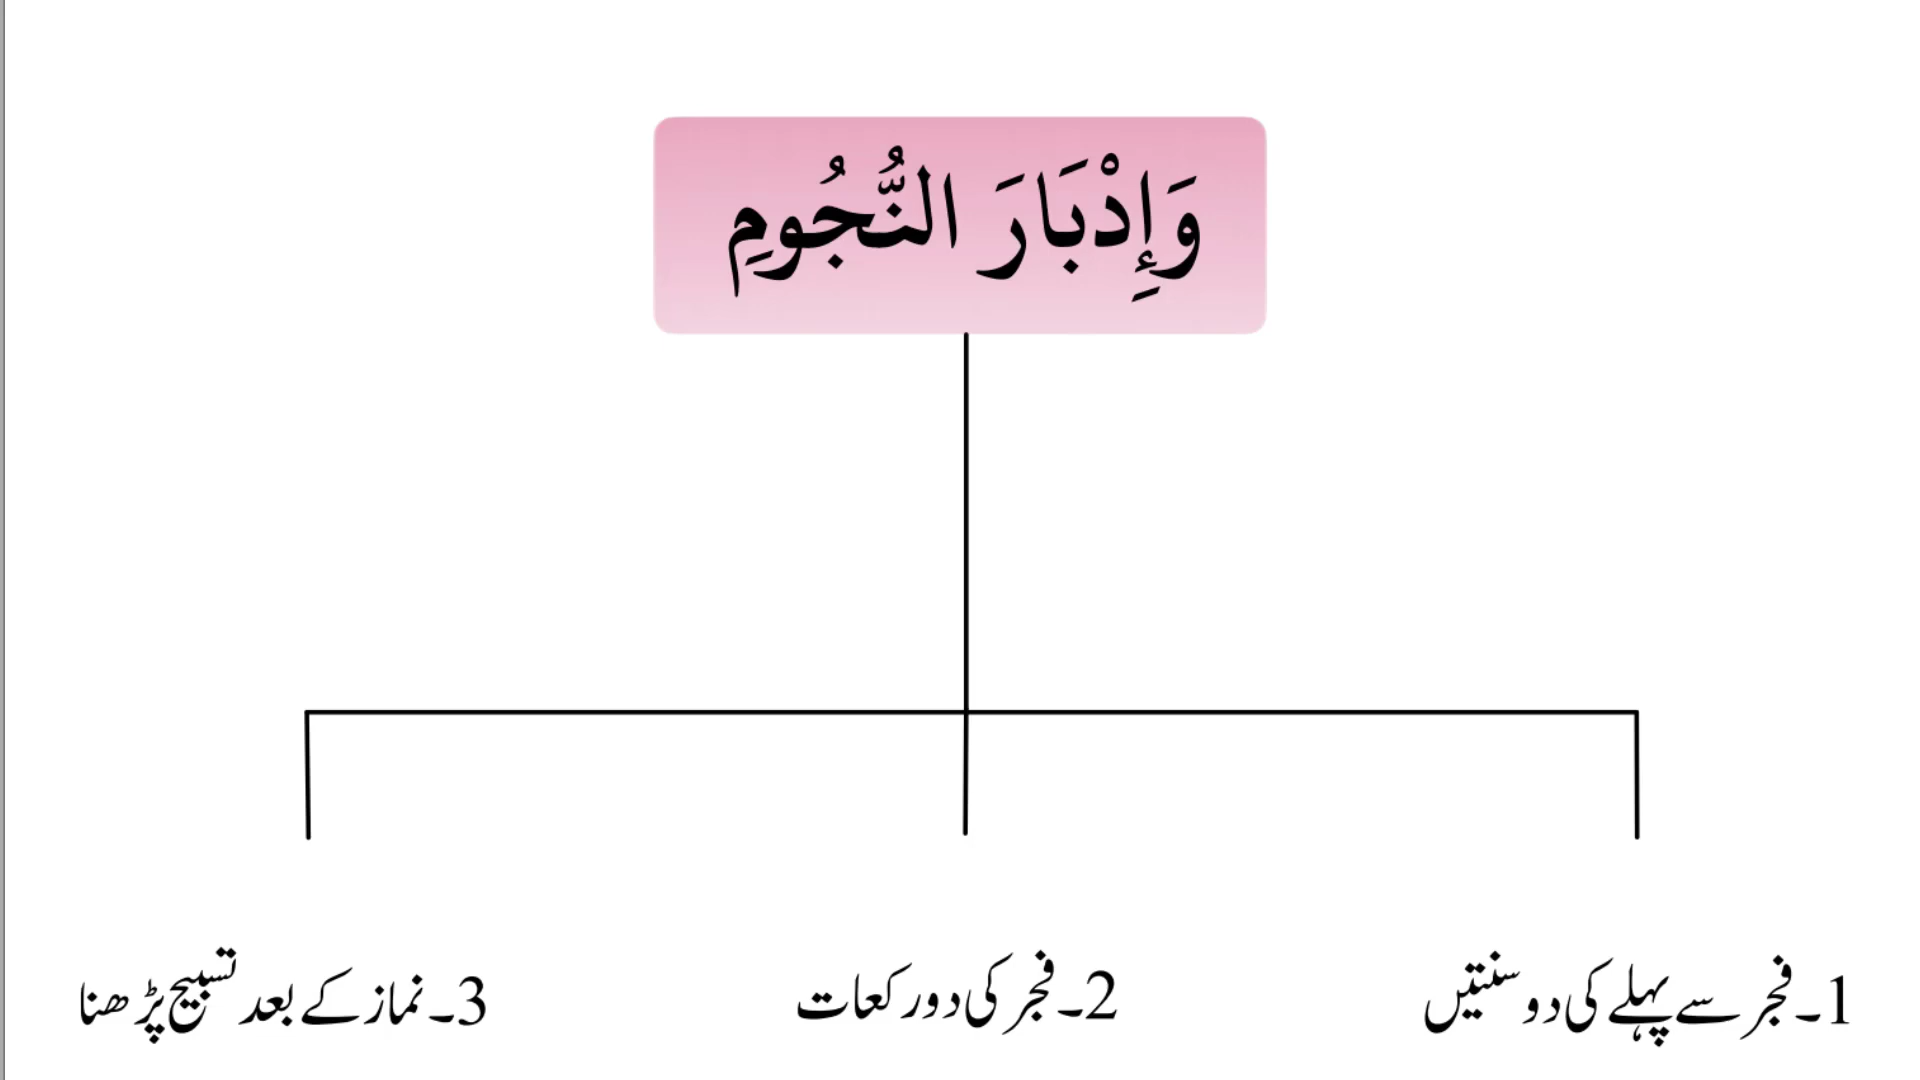 وَإِدْبَارَ النُّجُومِ
1۔فجر سے پہلے کی دو سنتیں
2۔فجر کی دو رکعات
3۔نماز کے بعد تسبیح پڑھنا